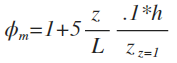 ϕₘ=1+5 z/L .1*h/z_{z=1}